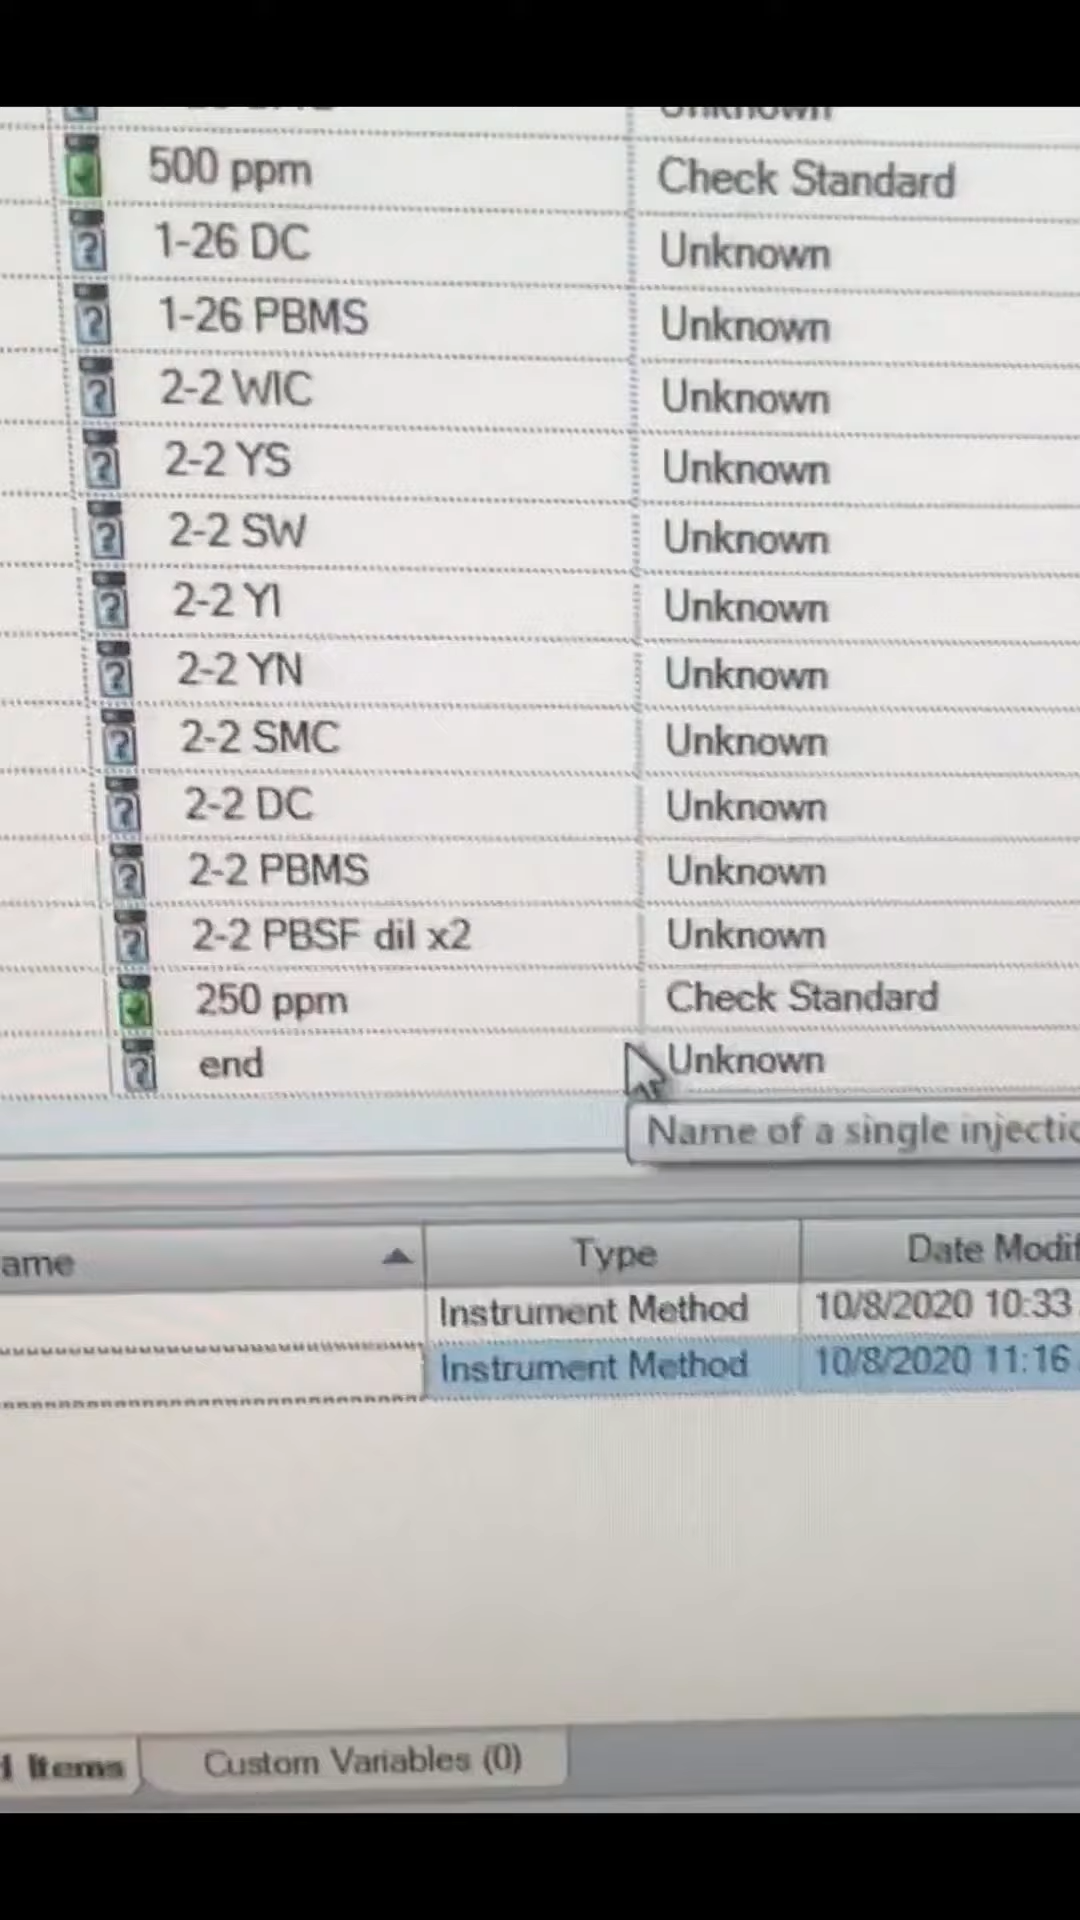 Unknown
500 ppm Check Standard
1-26 DC Unknown
1-26 PBMS Unknown
2-2 WIC Unknown
2-2 YS Unknown
2-2 SW Unknown
2-2 YI Unknown
2-2 YN Unknown
2-2 SMC Unknown
2-2 DC Unknown
2-2 PBMS Unknown
2-2 PBSF dil x2 Unknown
250 ppm Check Standard
end Unknown
Name of a single injectio
ame Type Date Modif
Instrument Method 10/8/2020 10:33
Instrument Method 10/8/2020 11:16
d Items Custom Variables (0)